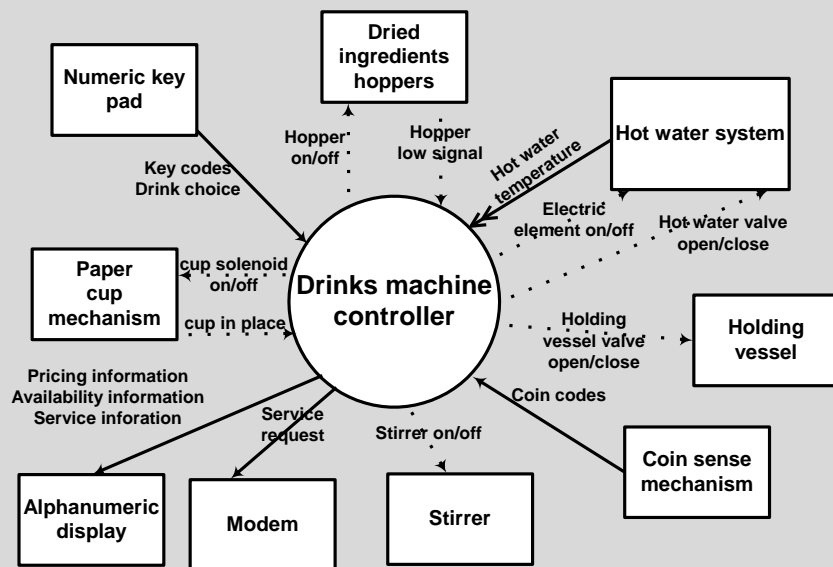 Dried
ingredients
hoppers
Numeric key
pad
Hot water system
Hopper
on/off
Hopper
low signal
Hot water
temperature
Key codes
Drink choice
Electric
element on/off
Hot water valve
open/close
Paper
cup
mechanism
cup solenoid
on/off
cup in place
Drinks machine
controller
Holding
vessel valve
open/close
Holding
vessel
Pricing information
Availability information
Service inforation
Service
request
Stirrer on/off
Coin codes
Coin sense
mechanism
Alphanumeric
display
Modem
Stirrer